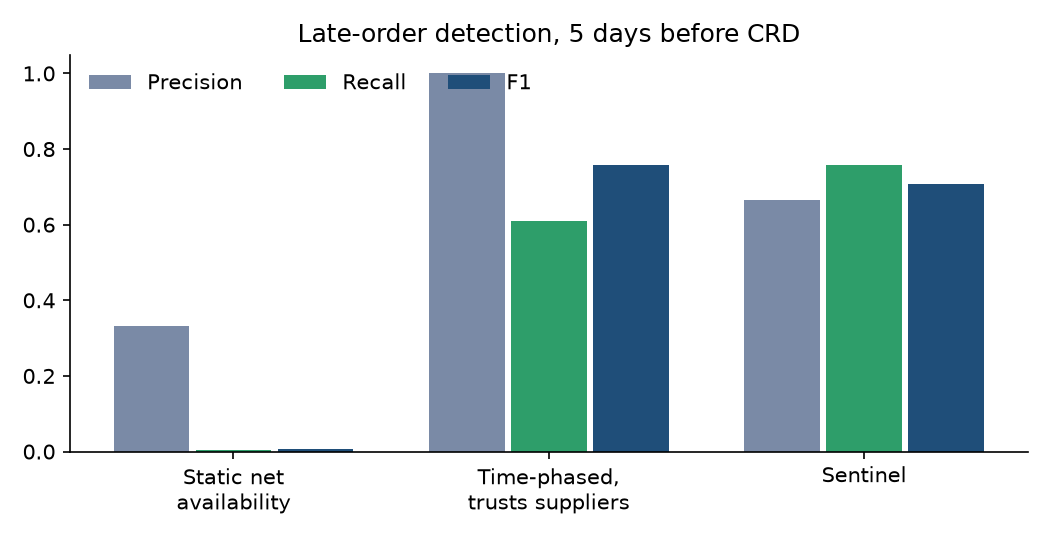 Late-order detection, 5 days before CRD
Precision Recall F1
1.0
0.8
0.6
0.4
0.2
0.0
Static net
availability
Time-phased,
trusts suppliers
Sentinel